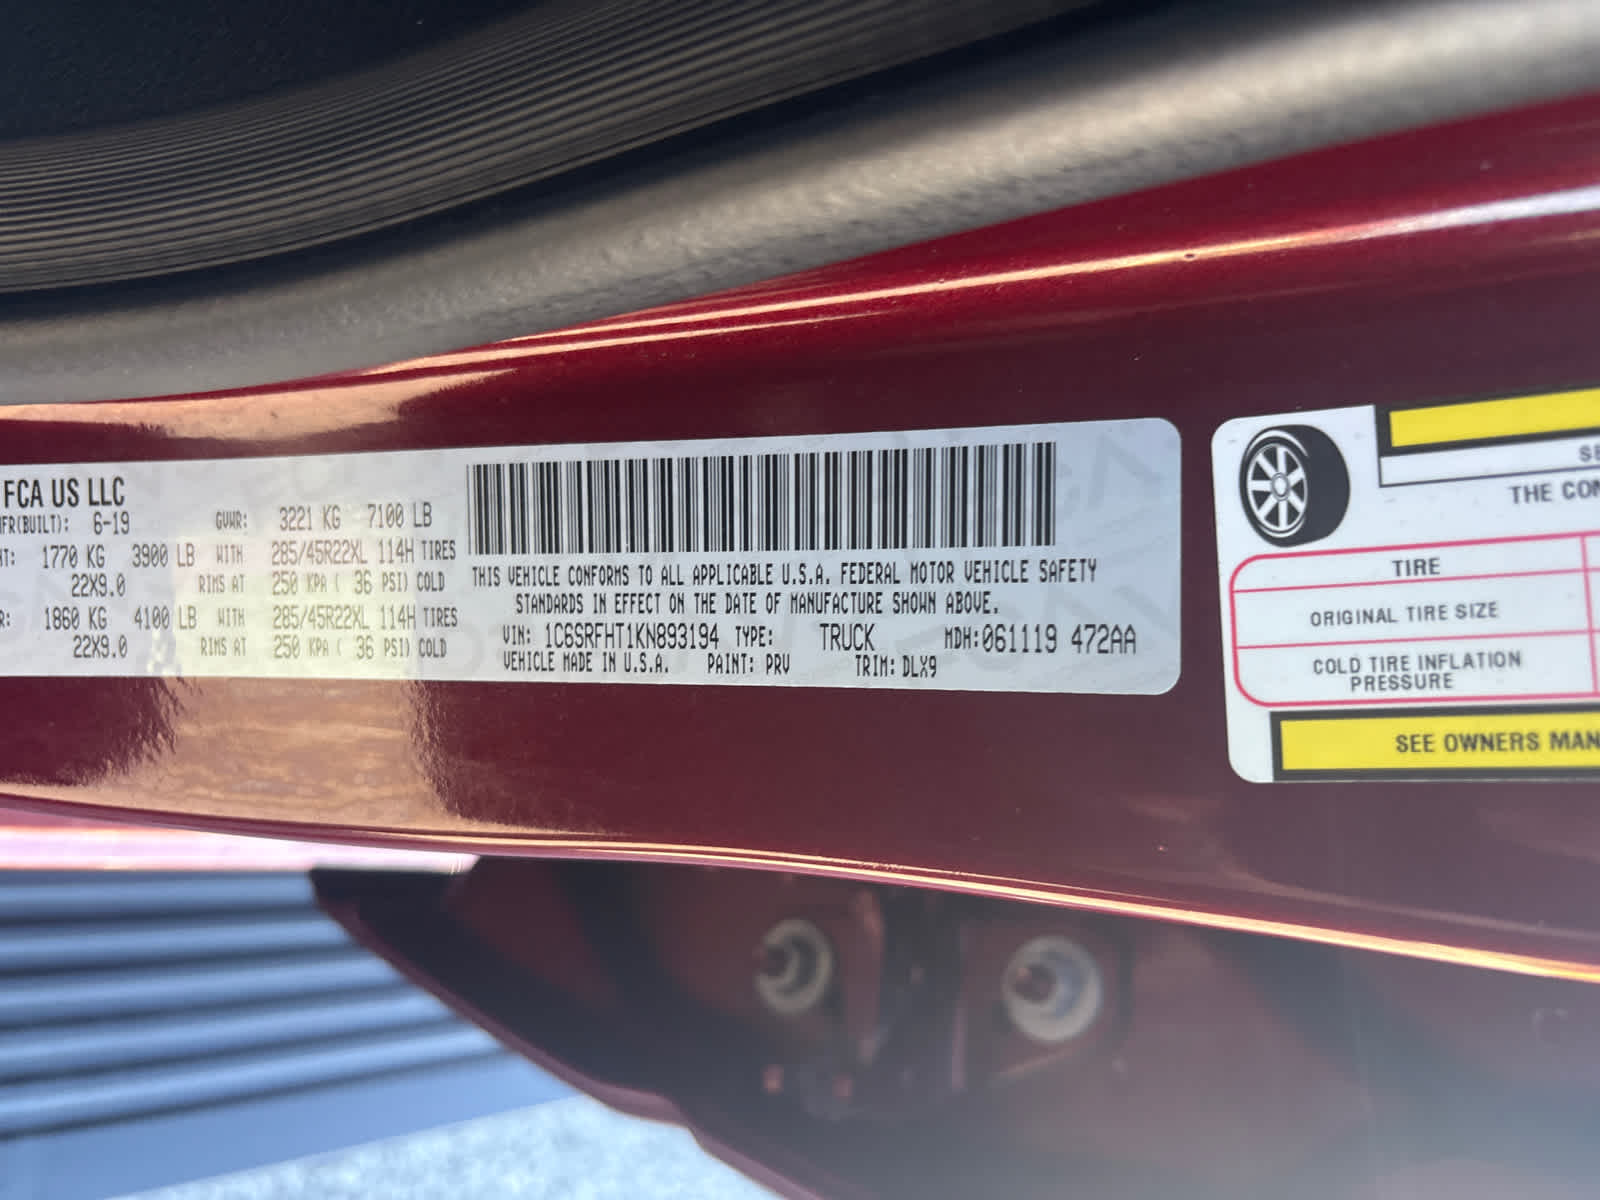 FCA US LLC
MFR(BUILT): 6-19 GVWR: 3221 KG 7100 LB
1770 KG 3900 LB WITH 285/45R22XL 114H TIRES
22X9.0 RIMS AT 250 KPA ( 36 PSI) COLD
1860 KG 4100 LB WITH 285/45R22XL 114H TIRES
22X9.0 RIMS AT 250 KPA ( 36 PSI) COLD
THIS VEHICLE CONFORMS TO ALL APPLICABLE U.S.A. FEDERAL MOTOR VEHICLE SAFETY
STANDARDS IN EFFECT ON THE DATE OF MANUFACTURE SHOWN ABOVE.
VIN: 1C6SRFHT1KN893194 TYPE: TRUCK MDH:061119 472AA
VEHICLE MADE IN U.S.A. PAINT: PRV TRIM: DLX9
THE
TIRE
ORIGINAL TIRE SIZE
COLD TIRE INFLATION
PRESSURE
SEE OWNERS